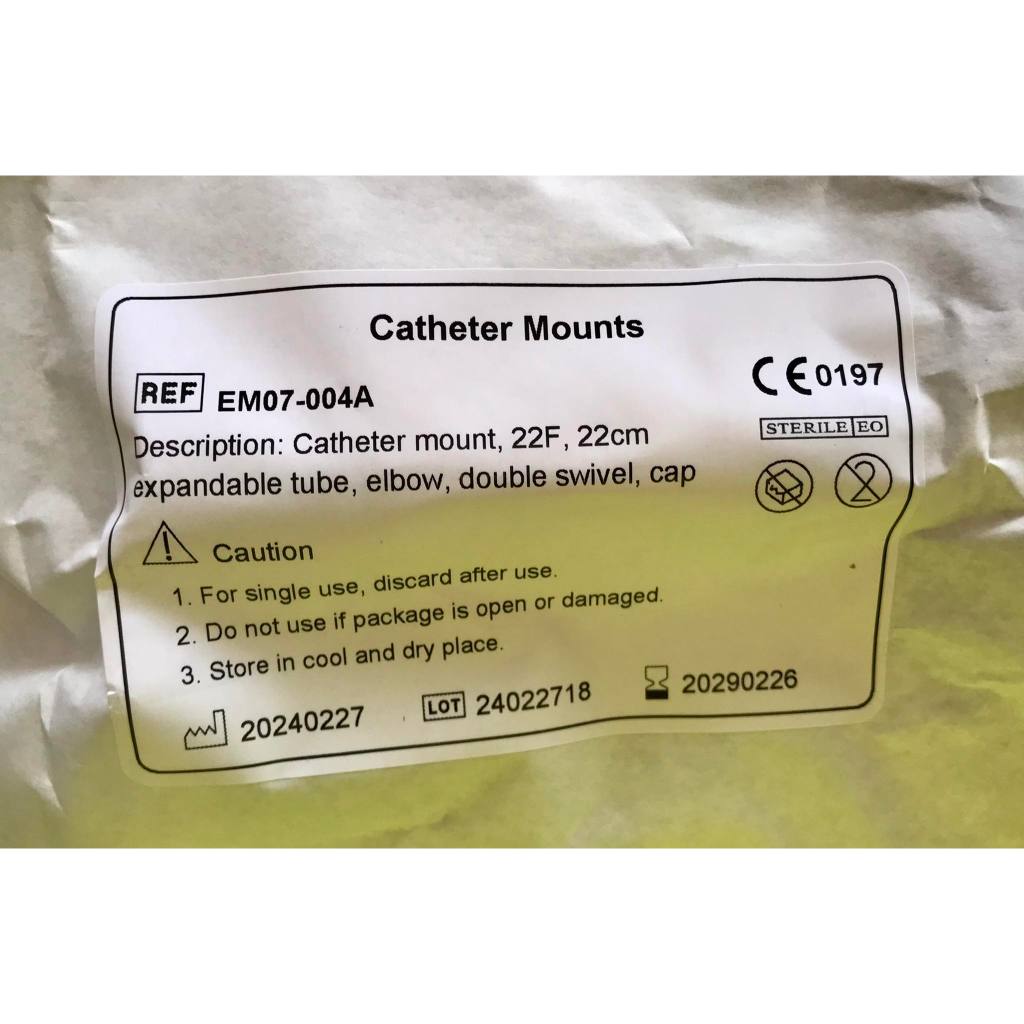 Catheter Mounts
REF EM07-004A
CE 0197
Description: Catheter mount, 22F, 22cm
STERILE EO
expandable tube, elbow, double swivel, cap
2
Caution
1. For single use, discard after use.
2. Do not use if package is open or damaged.
3. Store in cool and dry place.
20240227 LOT 24022718 20290226